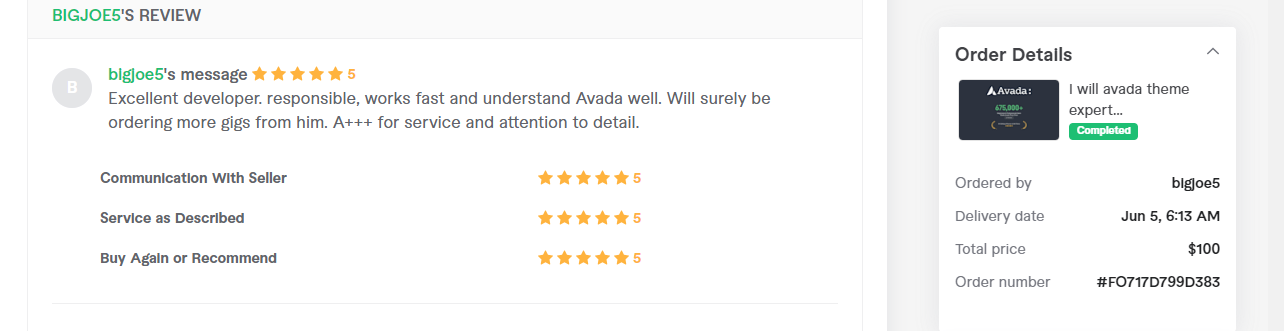 BIGJOE5'S REVIEW
B
bigjoe5's message 5
Excellent developer. responsible, works fast and understand Avada well. Will surely be
ordering more gigs from him. A+++ for service and attention to detail.
Communication With Seller 5
Service as Described 5
Buy Again or Recommend 5
Order Details
Avada:
675,000+
I will avada theme
expert...
Completed
Ordered by bigjoe5
Delivery date Jun 5, 6:13 AM
Total price $100
Order number #FO717D799D383